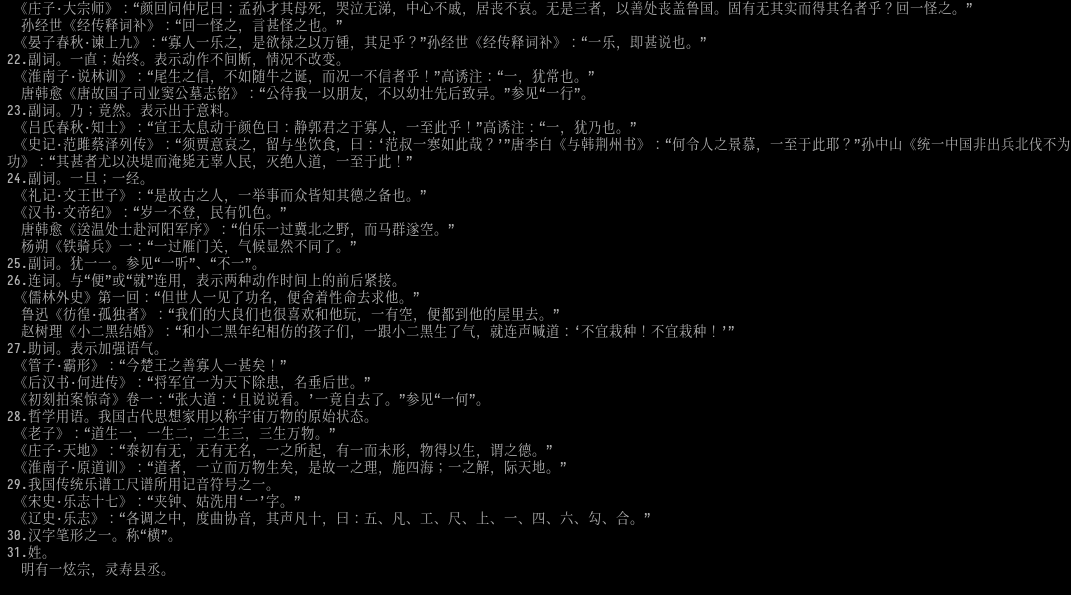 《庄子·大宗师》：“颜回问仲尼曰：孟孙才其母死，哭泣无涕，中心不戚，居丧不哀。无是三者，以善处丧盖鲁国。固有无其实而得其名者乎？回一怪之。”
孙经世《经传释词补》：“回一怪之，言甚怪之也。”
《晏子春秋·谏上九》：“寡人一乐之，是欲禄之以万锺，其足乎？”孙经世《经传释词补》：“一乐，即甚说也。”
22.副词。一直；始终。表示动作不间断，情况不改变。
《淮南子·说林训》：“尾生之信，不如随牛之诞，而况一不信者乎！”高诱注：“一，犹常也。”
唐韩愈《唐故国子司业窦公墓志铭》：“公待我一以朋友，不以幼壮先后致异。”参见“一行”。
23.副词。乃；竟然。表示出于意料。
《吕氏春秋·知士》：“宣王太息动于颜色曰：静郭君之于寡人，一至此乎！”高诱注：“一，犹乃也。”
《史记·范雎蔡泽列传》：“须贾意哀之，留与坐饮食，曰：‘范叔一寒如此哉？’”唐李白《与韩荆州书》：“何令人之景慕，一至于此耶？”孙中山《统一中国非出兵北伐不为
功》：“其甚者尤以决堤而淹毙无辜人民，灭绝人道，一至于此！”
24.副词。一旦；一经。
《礼记·文王世子》：“是故古之人，一举事而众皆知其德之备也。”
《汉书·文帝纪》：“岁一不登，民有饥色。”
唐韩愈《送温处士赴河阳军序》：“伯乐一过冀北之野，而马群遂空。”
杨朔《铁骑兵》一：“一过雁门关，气候显然不同了。”
25.副词。犹一一。参见“一听”、“不一”。
26.连词。与“便”或“就”连用，表示两种动作时间上的前后紧接。
《儒林外史》第一回：“但世人一见了功名，便舍着性命去求他。”
鲁迅《彷徨·孤独者》：“我们的大良们也很喜欢和他玩，一有空，便都到他的屋里去。”
赵树理《小二黑结婚》：“和小二黑年纪相仿的孩子们，一跟小二黑生了气，就连声喊道：‘不宜栽种！不宜栽种！’”
27.助词。表示加强语气。
《管子·霸形》：“今楚王之善寡人一甚矣！”
《后汉书·何进传》：“将军宜一为天下除患，名垂后世。”
《初刻拍案惊奇》卷一：“张大道：‘且说说看。’一竟自去了。”参见“一何”。
28.哲学用语。我国古代思想家用以称宇宙万物的原始状态。
《老子》：“道生一，一生二，二生三，三生万物。”
《庄子·天地》：“泰初有无，无有无名，一之所起，有一而未形，物得以生，谓之德。”
《淮南子·原道训》：“道者，一立而万物生矣，是故一之理，施四海；一之解，际天地。”
29.我国传统乐谱工尺谱所用记音符号之一。
《宋史·乐志十七》：“夹钟、姑洗用‘一’字。”
《辽史·乐志》：“各调之中，度曲协音，其声凡十，曰：五、凡、工、尺、上、一、四、六、勾、合。”
30.汉字笔形之一。称“横”。
31.姓。
明有一炫宗，灵寿县丞。